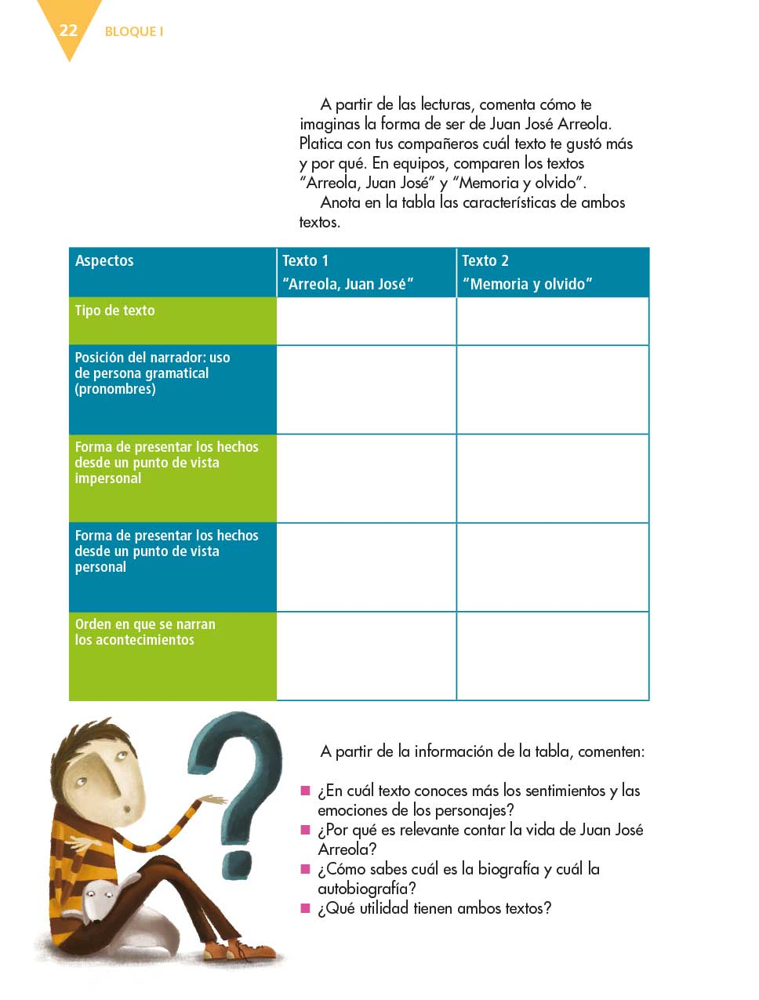 22
BLOQUE I
A partir de las lecturas, comenta cómo te
imaginas la forma de ser de Juan José Arreola.
Platica con tus compañeros cuál texto te gustó más
y por qué. En equipos, comparen los textos
“Arreola, Juan José” y “Memoria y olvido”.
Anota en la tabla las características de ambos
textos.
Aspectos
Texto 1
“Arreola, Juan José”
Texto 2
“Memoria y olvido”
Tipo de texto
Posición del narrador: uso
de persona gramatical
(pronombres)
Forma de presentar los hechos
desde un punto de vista
impersonal
Forma de presentar los hechos
desde un punto de vista
personal
Orden en que se narran
los acontecimientos
A partir de la información de la tabla, comenten:
¿En cuál texto conoces más los sentimientos y las
emociones de los personajes?
¿Por qué es relevante contar la vida de Juan José
Arreola?
¿Cómo sabes cuál es la biografía y cuál la
autobiografía?
¿Qué utilidad tienen ambos textos?